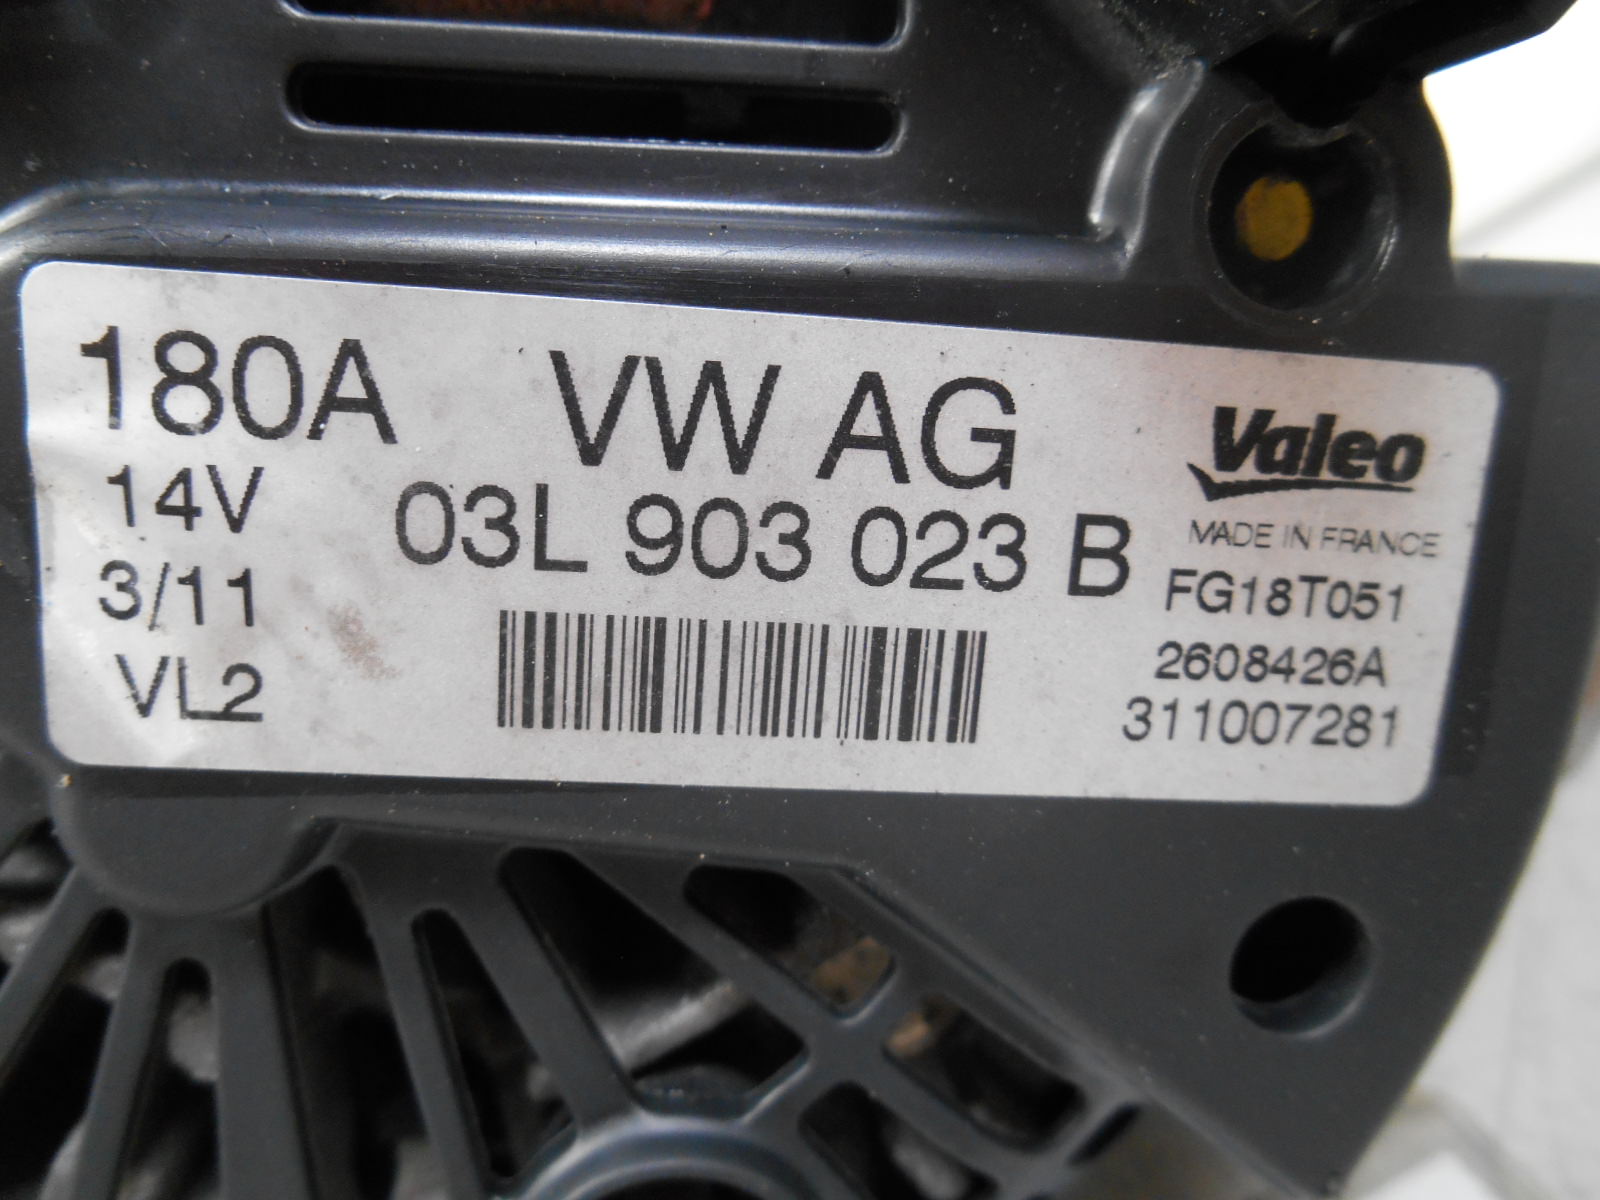 180A VW AG Valeo
14V 03L 903 023 B MADE IN FRANCE
3/11 FG18T051
VL2 2608426A
311007281